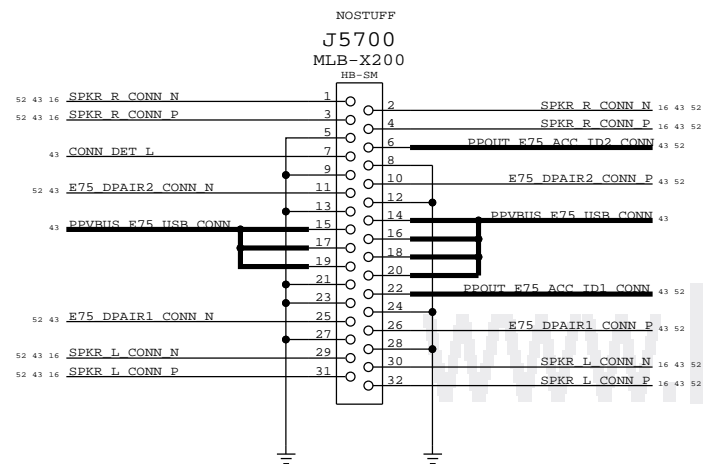 NOSTUFF
J5700
MLB-X200
HB-SM
52 43 16 SPKR_R_CONN_N 1
2 SPKR_R_CONN_N 16 43 52
52 43 16 SPKR_R_CONN_P 3
4 SPKR_R_CONN_P 16 43 52
5
6 PPOUT_E75_ACC_ID2_CONN 43 52
43 CONN_DET_L 7
8
9
10 E75_DPAIR2_CONN_P 43 52
52 43 E75_DPAIR2_CONN_N 11
12
13
14 PPVBUS_E75_USB_CONN 43
43 PPVBUS_E75_USB_CONN 15
16
17
18
19
20
21
22 PPOUT_E75_ACC_ID1_CONN 43 52
23
24
52 43 E75_DPAIR1_CONN_N 25
26 E75_DPAIR1_CONN_P 43 52
27
28
52 43 16 SPKR_L_CONN_N 29
30 SPKR_L_CONN_N 16 43 52
52 43 16 SPKR_L_CONN_P 31
32 SPKR_L_CONN_P 16 43 52
www.